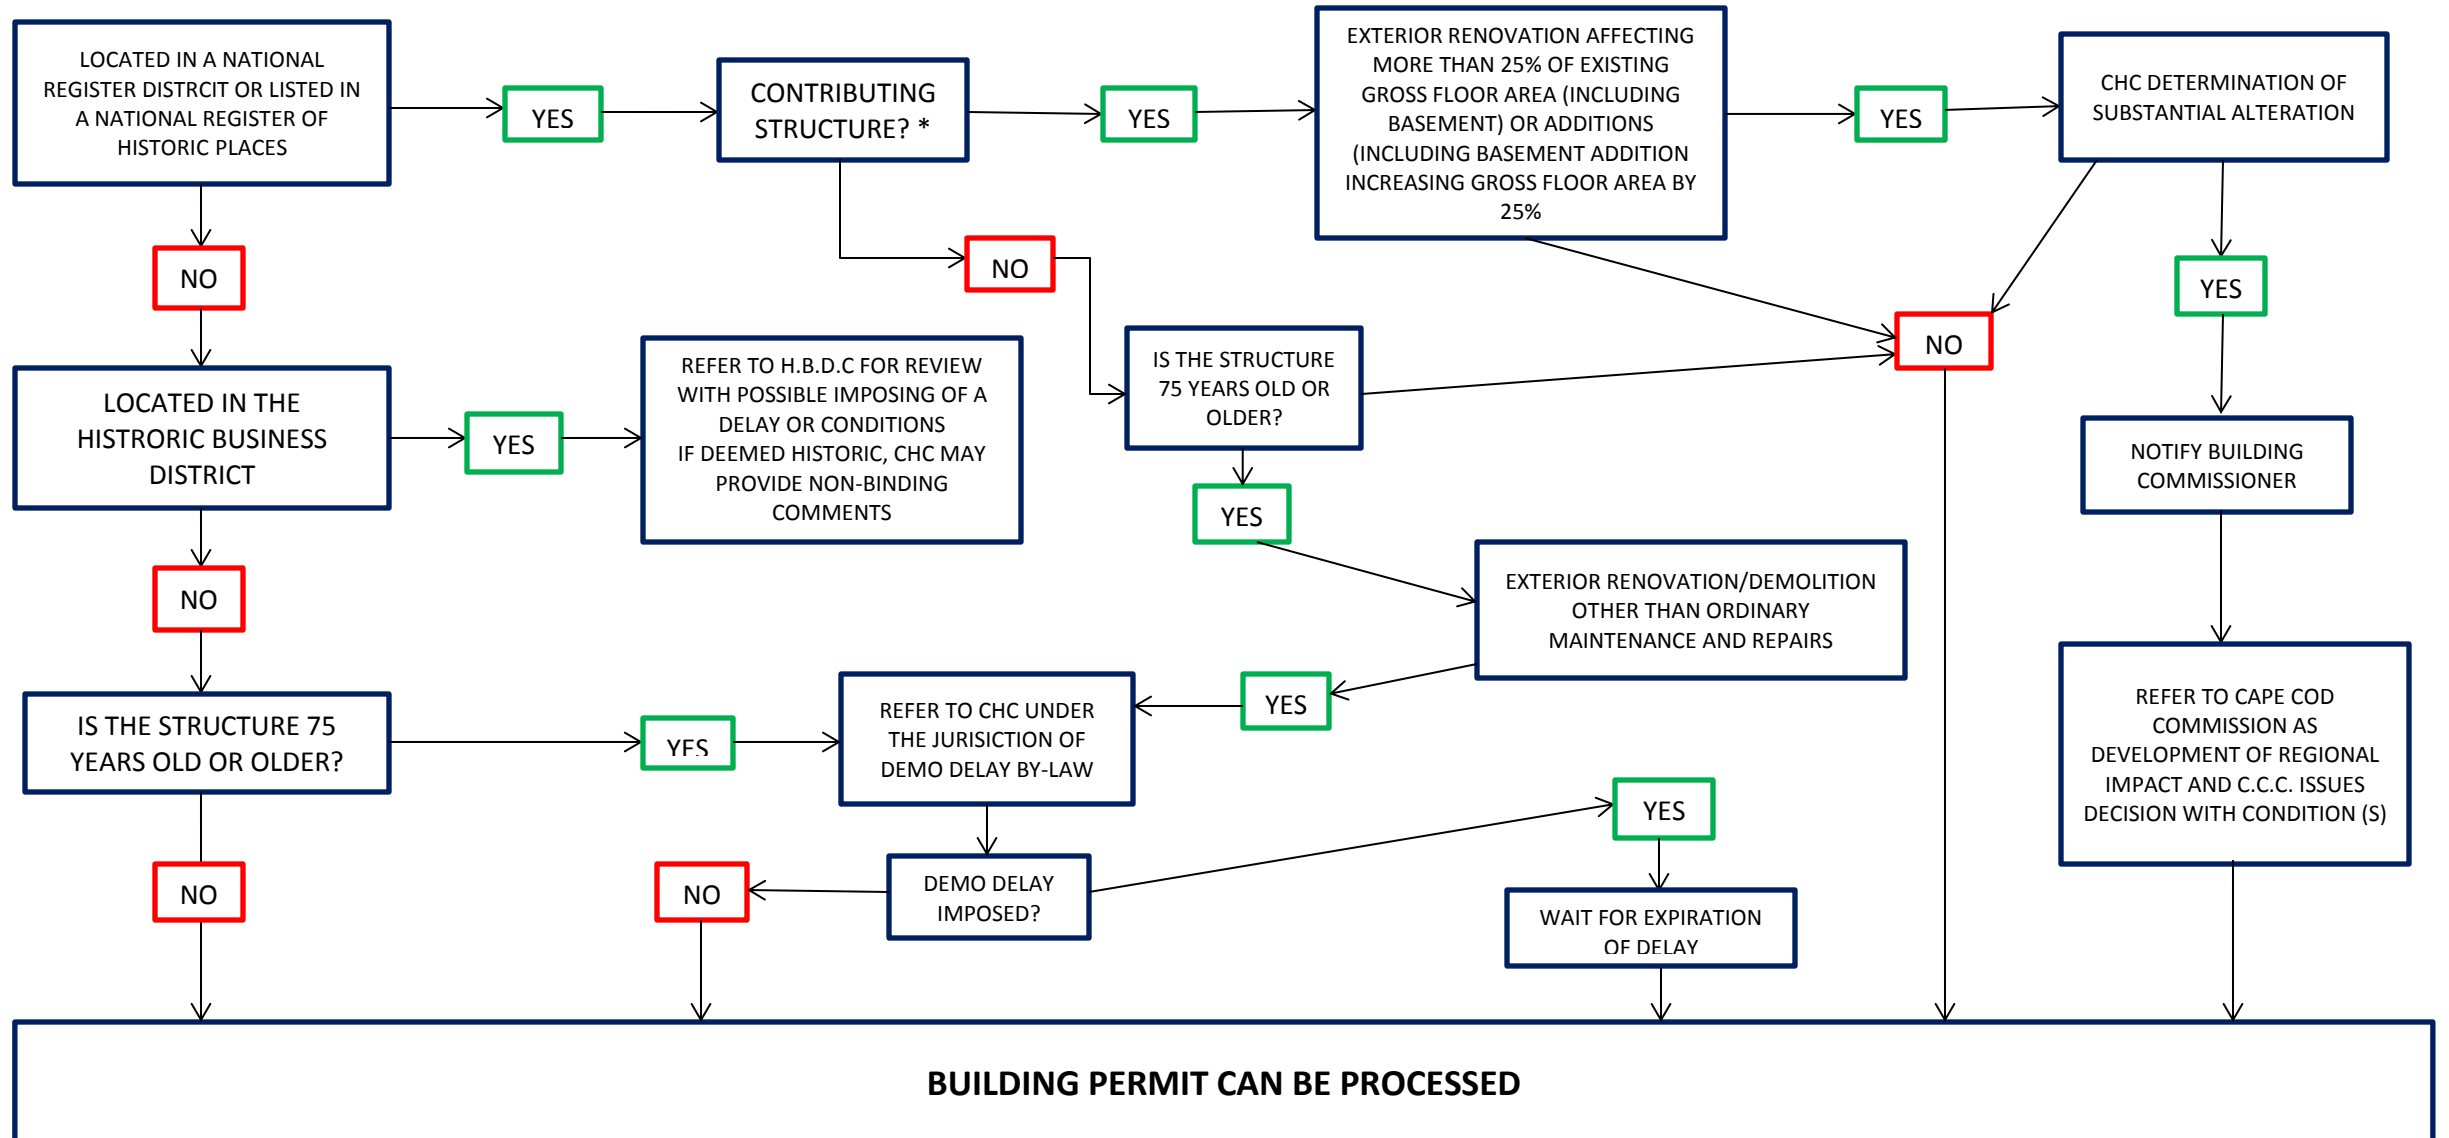 LOCATED IN A NATIONAL
REGISTER DISTRCIT OR LISTED IN
A NATIONAL REGISTER OF
HISTORIC PLACES
YES
CONTRIBUTING
STRUCTURE? *
YES
EXTERIOR RENOVATION AFFECTING
MORE THAN 25% OF EXISTING
GROSS FLOOR AREA (INCLUDING
BASEMENT) OR ADDITIONS
(INCLUDING BASEMENT ADDITION
INCREASING GROSS FLOOR AREA BY
25%
YES
CHC DETERMINATION OF
SUBSTANTIAL ALTERATION
NO
NO
YES
NO
LOCATED IN THE
HISTRORIC BUSINESS
DISTRICT
YES
REFER TO H.B.D.C FOR REVIEW
WITH POSSIBLE IMPOSING OF A
DELAY OR CONDITIONS
IF DEEMED HISTORIC, CHC MAY
PROVIDE NON-BINDING
COMMENTS
IS THE STRUCTURE
75 YEARS OLD OR
OLDER?
YES
NOTIFY BUILDING
COMMISSIONER
NO
EXTERIOR RENOVATION/DEMOLITION
OTHER THAN ORDINARY
MAINTENANCE AND REPAIRS
IS THE STRUCTURE 75
YEARS OLD OR OLDER?
YES
REFER TO CHC UNDER
THE JURISICTION OF
DEMO DELAY BY-LAW
YES
REFER TO CAPE COD
COMMISSION AS
DEVELOPMENT OF REGIONAL
IMPACT AND C.C.C. ISSUES
DECISION WITH CONDITION (S)
YES
NO
NO
DEMO DELAY
IMPOSED?
WAIT FOR EXPIRATION
OF DELAY
BUILDING PERMIT CAN BE PROCESSED